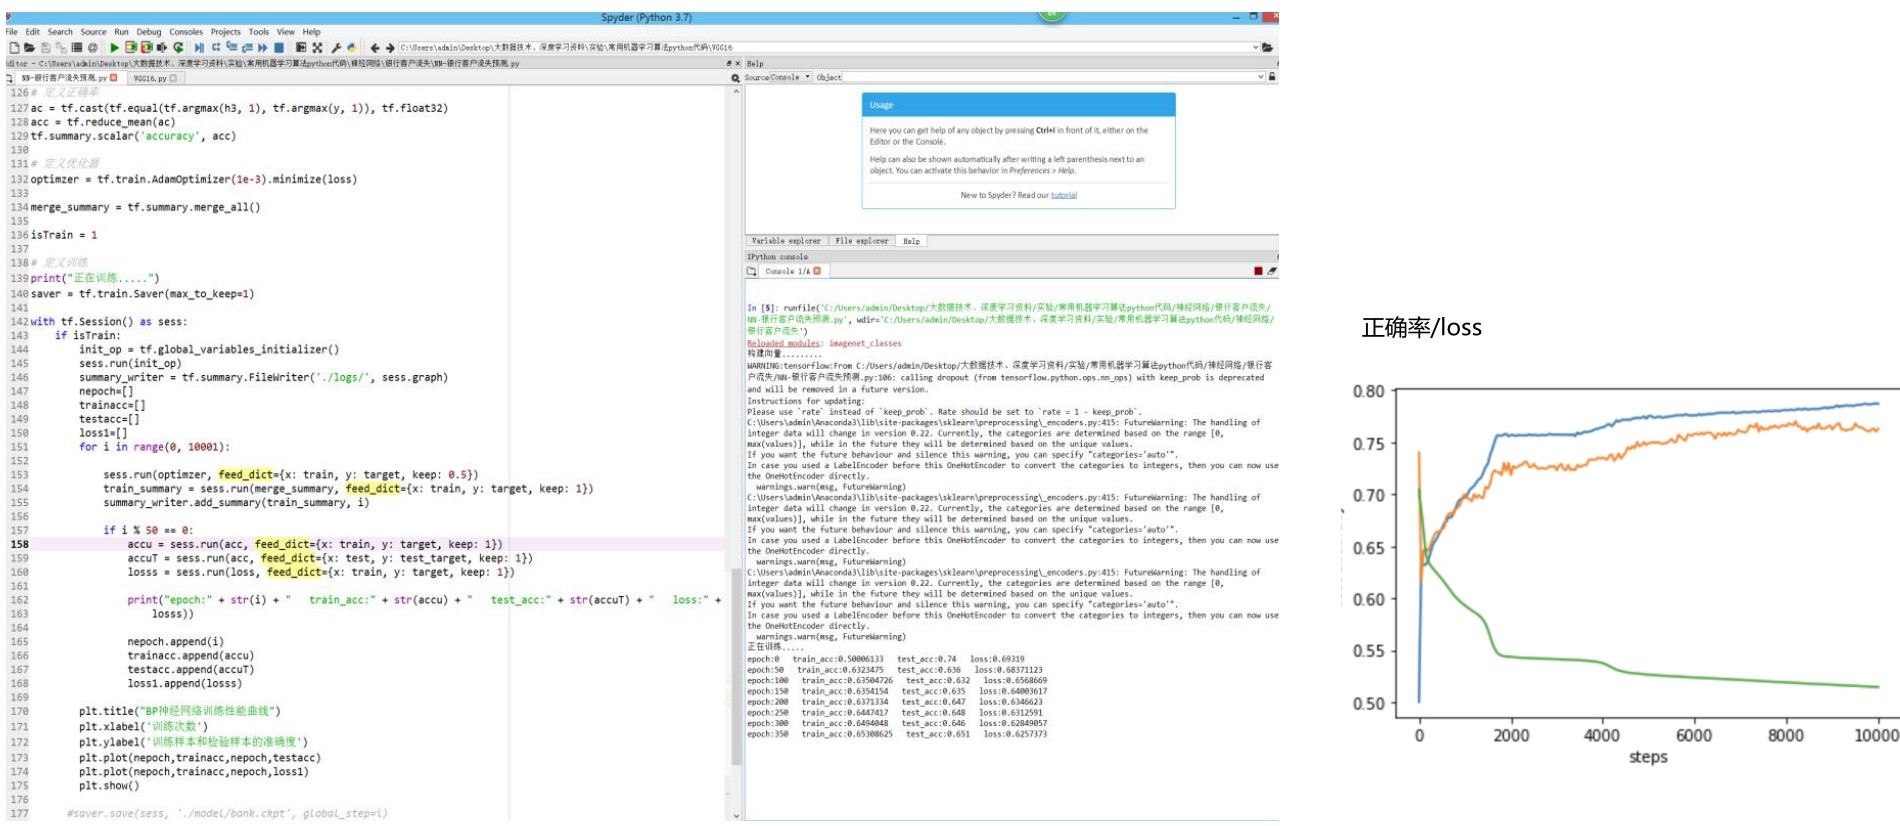 Spyder (Python 3.7)
File Edit Search Source Run Debug Consoles Projects Tools View Help
C:\Users\admin\Desktop\大数据技术、深度学习资料\实验\常用机器学习算法python代码\VGG16
ditor - C:\Users\admin\Desktop\大数据技术、深度学习资料\实验\常用机器学习算法python代码\神经网络\银行客户流失\NN-银行客户流失预测.py
NN-银行客户流失预测.py VGG16.py
126 # 定义正确率
127 ac = tf.cast(tf.equal(tf.argmax(h3, 1), tf.argmax(y, 1)), tf.float32)
128 acc = tf.reduce_mean(ac)
129 tf.summary.scalar('accuracy', acc)
130
131 # 定义优化器
132 optimzer = tf.train.AdamOptimizer(1e-3).minimize(loss)
133
134 merge_summary = tf.summary.merge_all()
135
136 isTrain = 1
137
138 # 定义训练
139 print("正在训练.....")
140 saver = tf.train.Saver(max_to_keep=1)
141
142 with tf.Session() as sess:
143 if isTrain:
144 init_op = tf.global_variables_initializer()
145 sess.run(init_op)
146 summary_writer = tf.summary.FileWriter('./logs/', sess.graph)
147 nepoch=[]
148 trainacc=[]
149 testacc=[]
150 loss1=[]
151 for i in range(0, 10001):
152
153 sess.run(optimzer, feed_dict={x: train, y: target, keep: 0.5})
154 train_summary = sess.run(merge_summary, feed_dict={x: train, y: target, keep: 1})
155 summary_writer.add_summary(train_summary, i)
156
157 if i % 50 == 0:
158 accu = sess.run(acc, feed_dict={x: train, y: target, keep: 1})
159 accuT = sess.run(acc, feed_dict={x: test, y: test_target, keep: 1})
160 losss = sess.run(loss, feed_dict={x: train, y: target, keep: 1})
161
162 print("epoch:" + str(i) + " train_acc:" + str(accu) + " test_acc:" + str(accuT) + " loss:" +
163 losss))
164
165 nepoch.append(i)
166 trainacc.append(accu)
167 testacc.append(accuT)
168 loss1.append(losss)
169
170 plt.title("BP神经网络训练性能曲线")
171 plt.xlabel('训练次数')
172 plt.ylabel('训练样本和检验样本的准确度')
173 plt.plot(nepoch,trainacc,nepoch,testacc)
174 plt.plot(nepoch,trainacc,nepoch,loss1)
175 plt.show()
176
177 #saver.save(sess, './model/bank.ckpt', global_step=i)
Help
Source Console Object
Usage
Here you can get help of any object by pressing Ctrl+I in front of it, either on the
Editor or the Console.
Help can also be shown automatically after writing a left parenthesis next to an
object. You can activate this behavior in Preferences > Help.
New to Spyder? Read our tutorial
Variable explorer File explorer Help
IPython console
Console 1/A
In [5]: runfile('C:/Users/admin/Desktop/大数据技术、深度学习资料/实验/常用机器学习算法python代码/神经网络/银行客户流失/
NN-银行客户流失预测.py', wdir='C:/Users/admin/Desktop/大数据技术、深度学习资料/实验/常用机器学习算法python代码/神经网络/
银行客户流失')
Reloaded modules: imagenet_classes
构建向量.........
WARNING:tensorflow:From C:/Users/admin/Desktop/大数据技术、深度学习资料/实验/常用机器学习算法python代码/神经网络/银行客
户流失/NN-银行客户流失预测.py:106: calling dropout (from tensorflow.python.ops.nn_ops) with keep_prob is deprecated
and will be removed in a future version.
Instructions for updating:
Please use `rate` instead of `keep_prob`. Rate should be set to `rate = 1 - keep_prob`.
C:\Users\admin\Anaconda3\lib\site-packages\sklearn\preprocessing\_encoders.py:415: FutureWarning: The handling of
integer data will change in version 0.22. Currently, the categories are determined based on the range [0,
max(values)], while in the future they will be determined based on the unique values.
If you want the future behaviour and silence this warning, you can specify "categories='auto'".
In case you used a LabelEncoder before this OneHotEncoder to convert the categories to integers, then you can now use
the OneHotEncoder directly.
warnings.warn(msg, FutureWarning)
C:\Users\admin\Anaconda3\lib\site-packages\sklearn\preprocessing\_encoders.py:415: FutureWarning: The handling of
integer data will change in version 0.22. Currently, the categories are determined based on the range [0,
max(values)], while in the future they will be determined based on the unique values.
If you want the future behaviour and silence this warning, you can specify "categories='auto'".
In case you used a LabelEncoder before this OneHotEncoder to convert the categories to integers, then you can now use
the OneHotEncoder directly.
warnings.warn(msg, FutureWarning)
C:\Users\admin\Anaconda3\lib\site-packages\sklearn\preprocessing\_encoders.py:415: FutureWarning: The handling of
integer data will change in version 0.22. Currently, the categories are determined based on the range [0,
max(values)], while in the future they will be determined based on the unique values.
If you want the future behaviour and silence this warning, you can specify "categories='auto'".
In case you used a LabelEncoder before this OneHotEncoder to convert the categories to integers, then you can now use
the OneHotEncoder directly.
warnings.warn(msg, FutureWarning)
正在训练.....
epoch:0 train_acc:0.50006133 test_acc:0.74 loss:0.69319
epoch:50 train_acc:0.6323475 test_acc:0.636 loss:0.68371123
epoch:100 train_acc:0.63504726 test_acc:0.632 loss:0.6568669
epoch:150 train_acc:0.6354154 test_acc:0.635 loss:0.64003617
epoch:200 train_acc:0.6371334 test_acc:0.647 loss:0.6346623
epoch:250 train_acc:0.6447417 test_acc:0.648 loss:0.6312591
epoch:300 train_acc:0.6494048 test_acc:0.646 loss:0.62849057
epoch:350 train_acc:0.65308625 test_acc:0.651 loss:0.6257373
正确率/loss
0.80
0.75
0.70
0.65
0.60
0.55
0.50
0 2000 4000 6000 8000 10000
steps